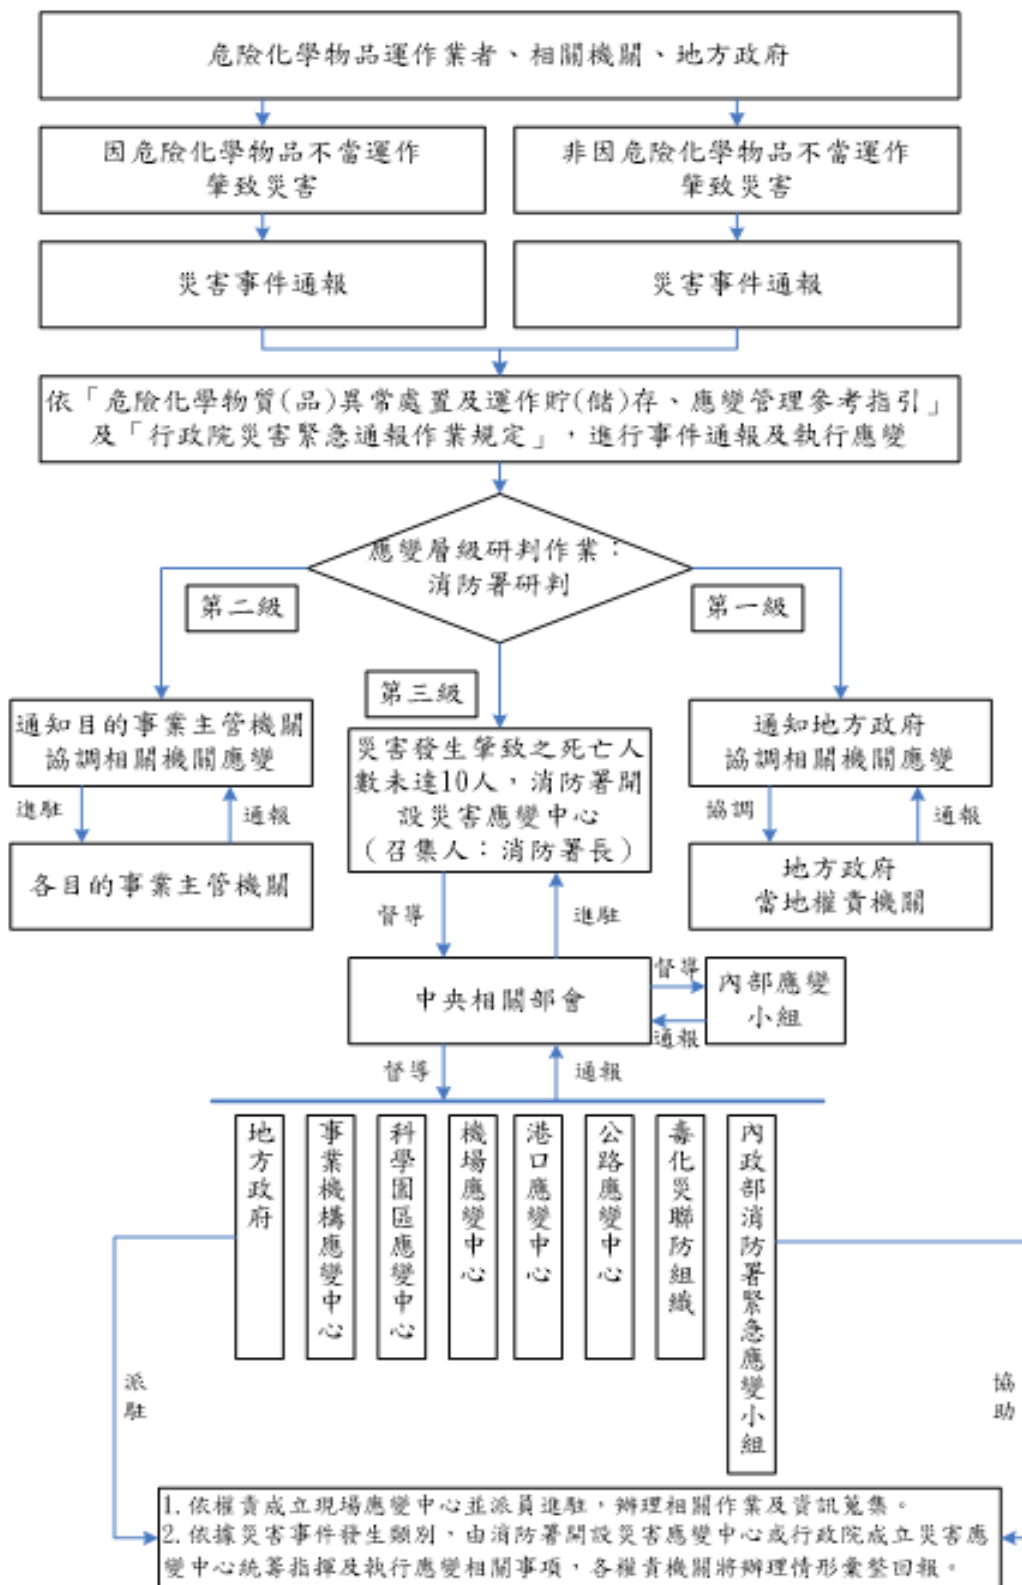 危險化學物品運作業者、相關機關、地方政府
因危險化學物品不當運作
肇致災害
非因危險化學物品不當運作
肇致災害
災害事件通報
災害事件通報
依「危險化學物質(品)異常處置及運作貯(儲)存、應變管理參考指引」
及「行政院災害緊急通報作業規定」，進行事件通報及執行應變
應變層級研判作業：
消防署研判
第二級
第一級
第三級
通知目的事業主管機關
協調相關機關應變
災害發生肇致之死亡人
數未達10人，消防署開
設災害應變中心
（召集人：消防署長）
通知地方政府
協調相關機關應變
進駐
通報
協調
通報
各目的事業主管機關
地方政府
當地權責機關
督導
進駐
中央相關部會
督導
通報
內部應變
小組
督導
通報
地方政府
事業機構應變中心
科學園區應變中心
機場應變中心
港口應變中心
公路應變中心
毒化災聯防組織
內政部消防署緊急應變小組
派駐
協助
1.依權責成立現場應變中心並派員進駐，辦理相關作業及資訊蒐集。
2.依據災害事件發生類別，由消防署開設災害應變中心或行政院成立災害應
變中心統籌指揮及執行應變相關事項，各權責機關將辦理情形彙整回報。